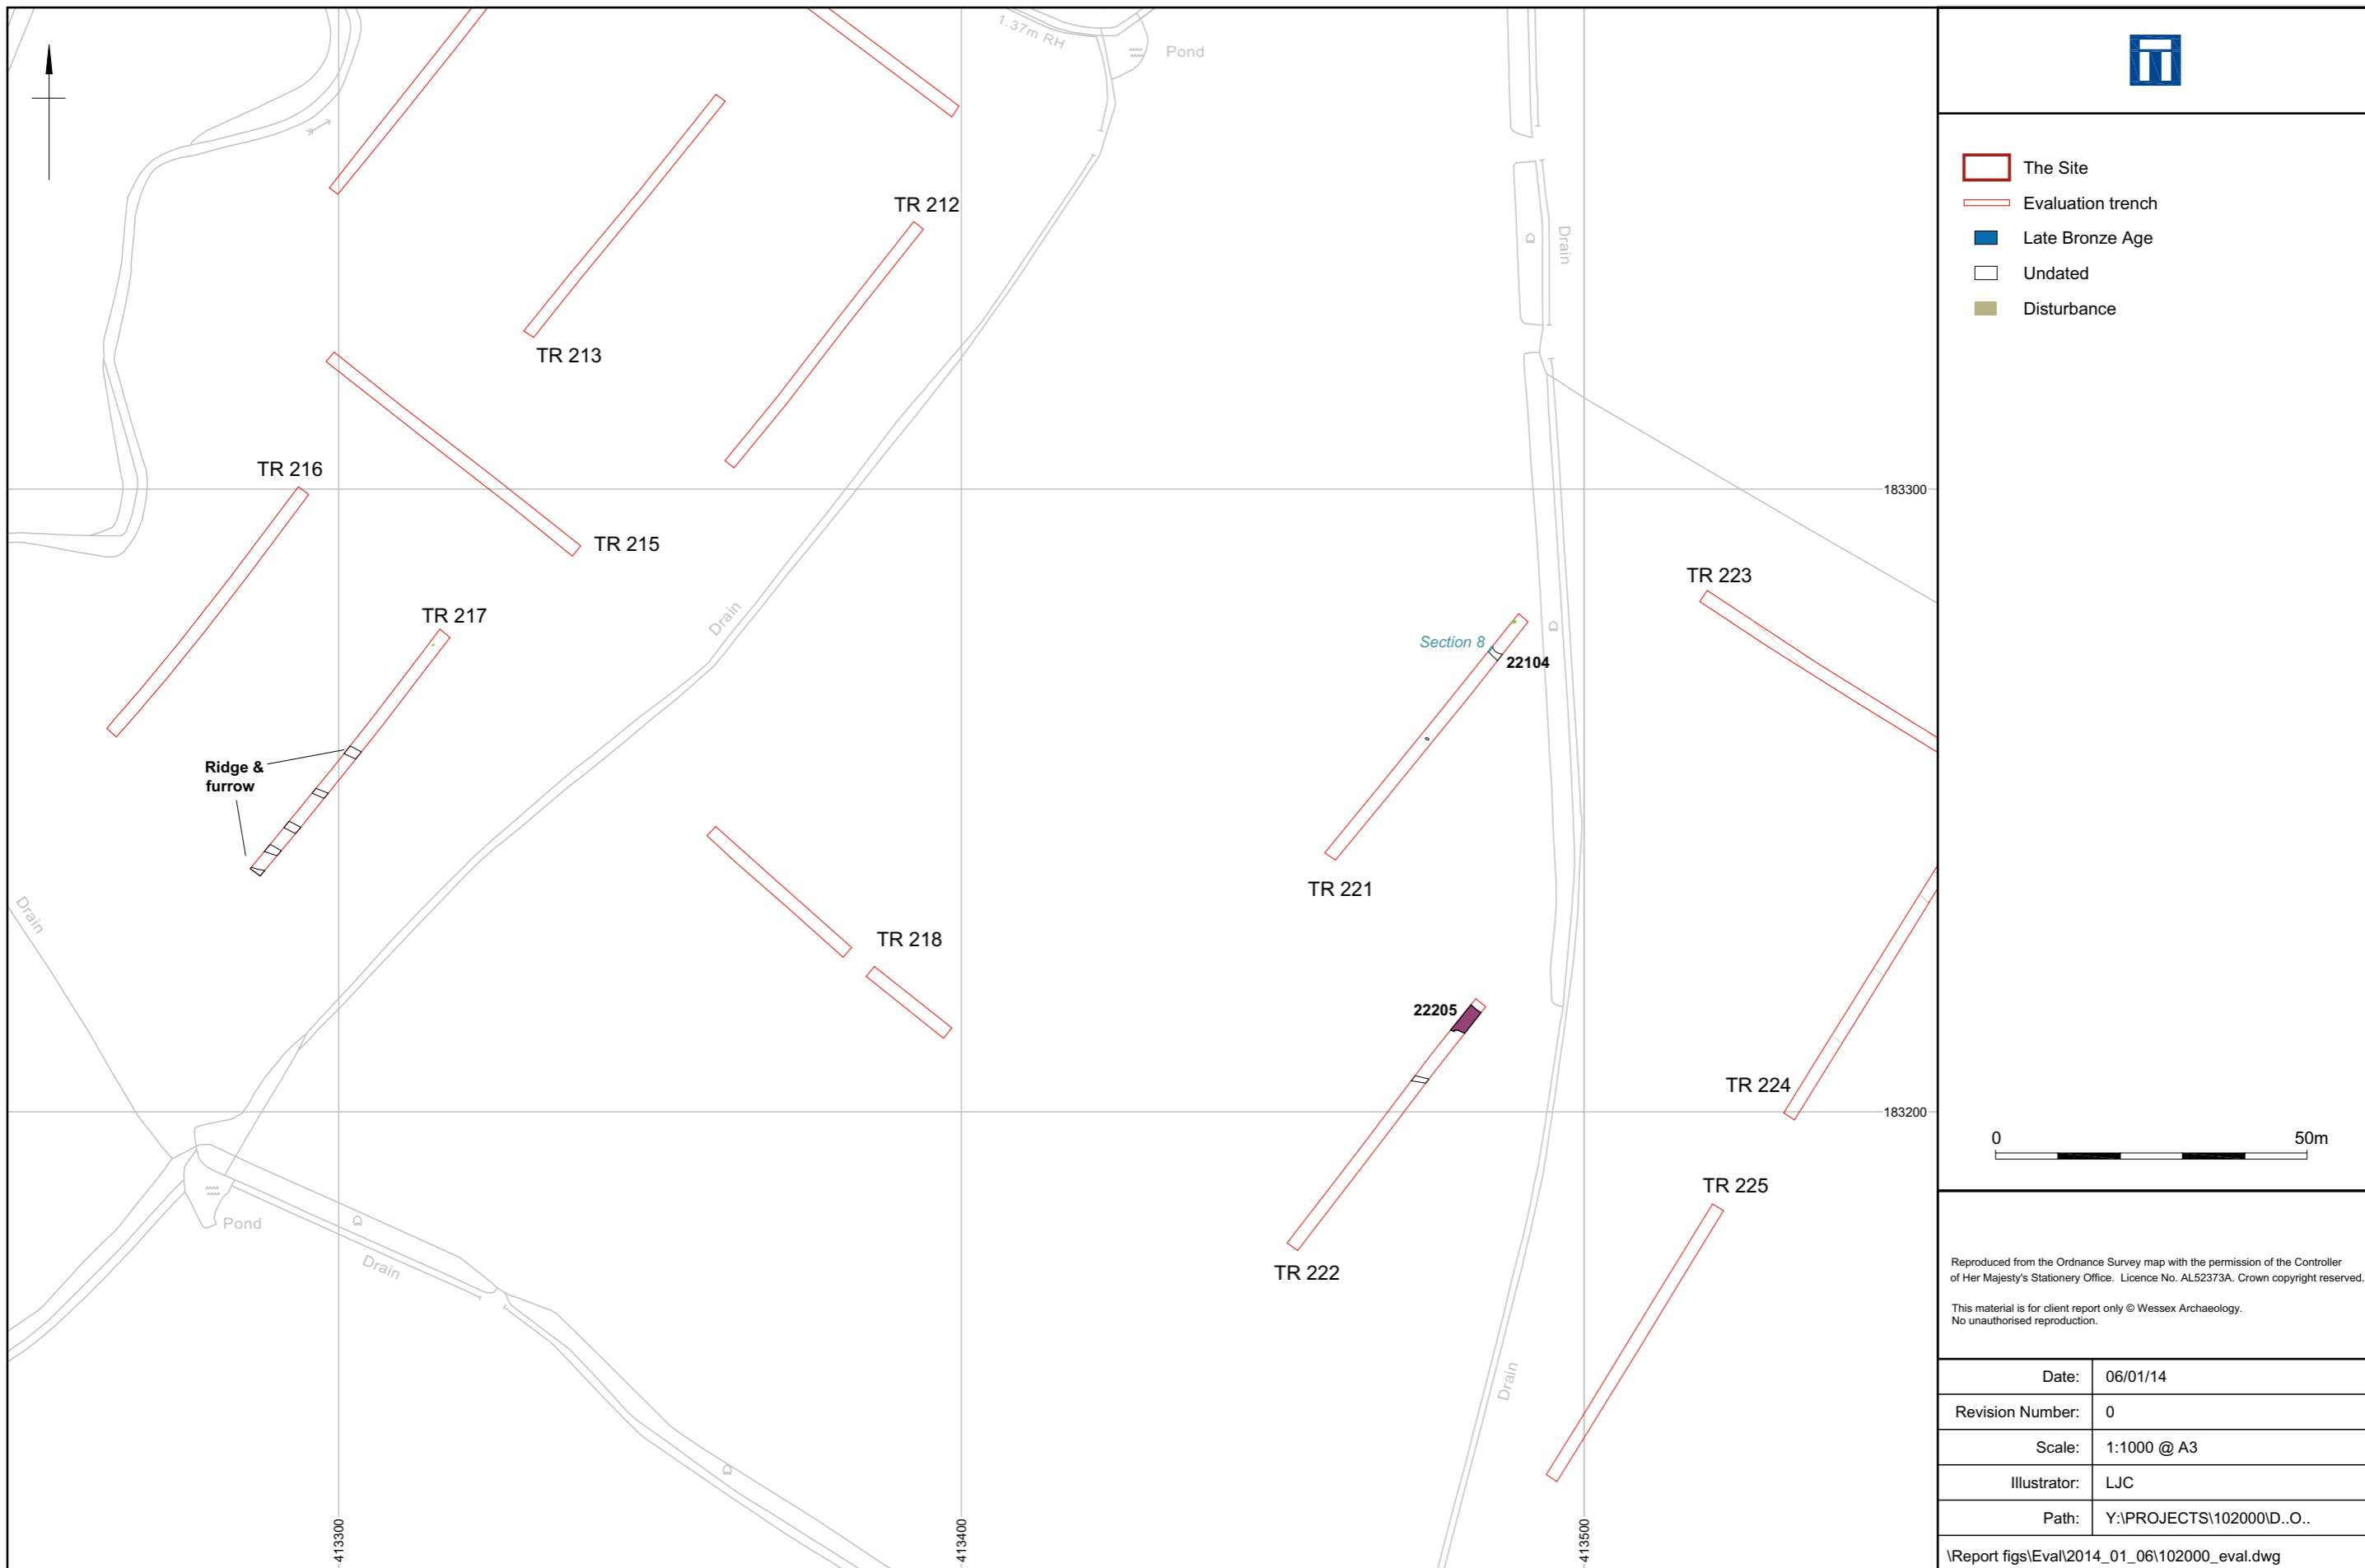 1.37m RH
Pond
TR 212
Drain
TR 213
TR 216
183300
TR 215
TR 223
Drain
TR 217
Section 8
22104
Ridge &
furrow
TR 221
Drain
TR 218
22205
TR 224
183200
TR 225
Pond
Drain
TR 222
Drain
413300
413400
413500
The Site
Evaluation trench
Late Bronze Age
Undated
Disturbance
0 50m
Reproduced from the Ordnance Survey map with the permission of the Controller
of Her Majesty's Stationery Office. Licence No. AL52373A. Crown copyright reserved.
This material is for client report only © Wessex Archaeology.
No unauthorised reproduction.
Date: 06/01/14
Revision Number: 0
Scale: 1:1000 @ A3
Illustrator: LJC
Path: Y:\PROJECTS\102000\D..O..
\Report figs\Eval\2014_01_06\102000_eval.dwg